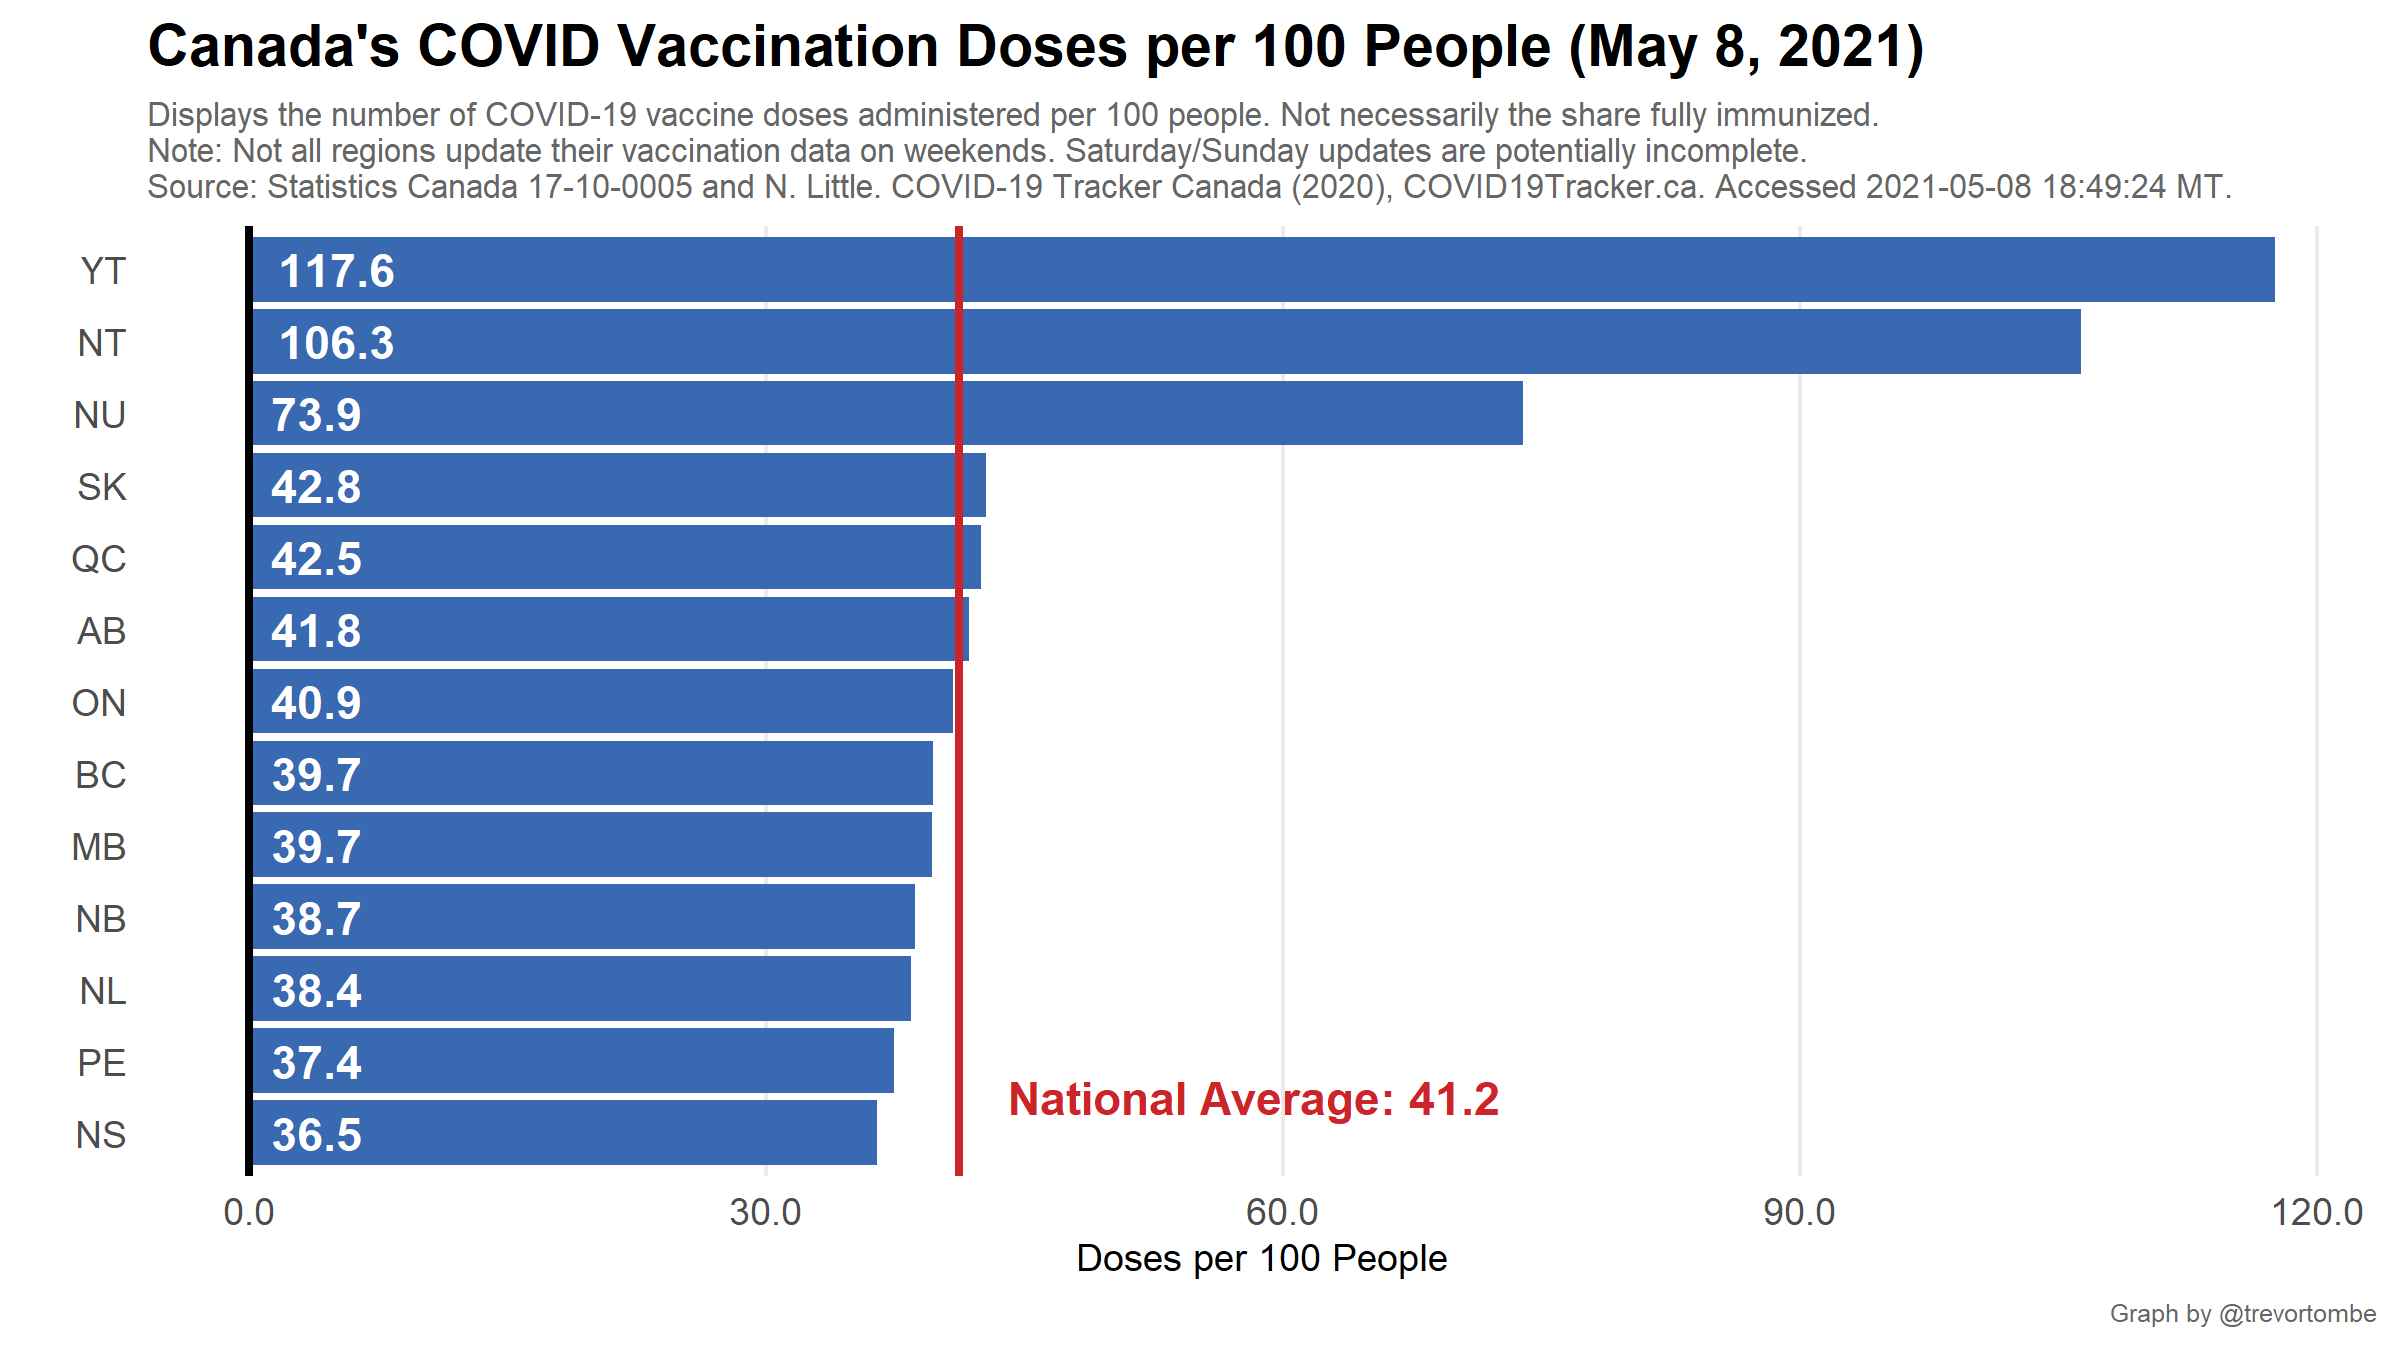 Canada's COVID Vaccination Doses per 100 People (May 8, 2021)
Displays the number of COVID-19 vaccine doses administered per 100 people. Not necessarily the share fully immunized.
Note: Not all regions update their vaccination data on weekends. Saturday/Sunday updates are potentially incomplete.
Source: Statistics Canada 17-10-0005 and N. Little. COVID-19 Tracker Canada (2020), COVID19Tracker.ca. Accessed 2021-05-08 18:49:24 MT.
YT 117.6
NT 106.3
NU 73.9
SK 42.8
QC 42.5
AB 41.8
ON 40.9
BC 39.7
MB 39.7
NB 38.7
NL 38.4
PE 37.4
National Average: 41.2
NS 36.5
0.0 30.0 60.0 90.0 120.0
Doses per 100 People
Graph by @trevortombe